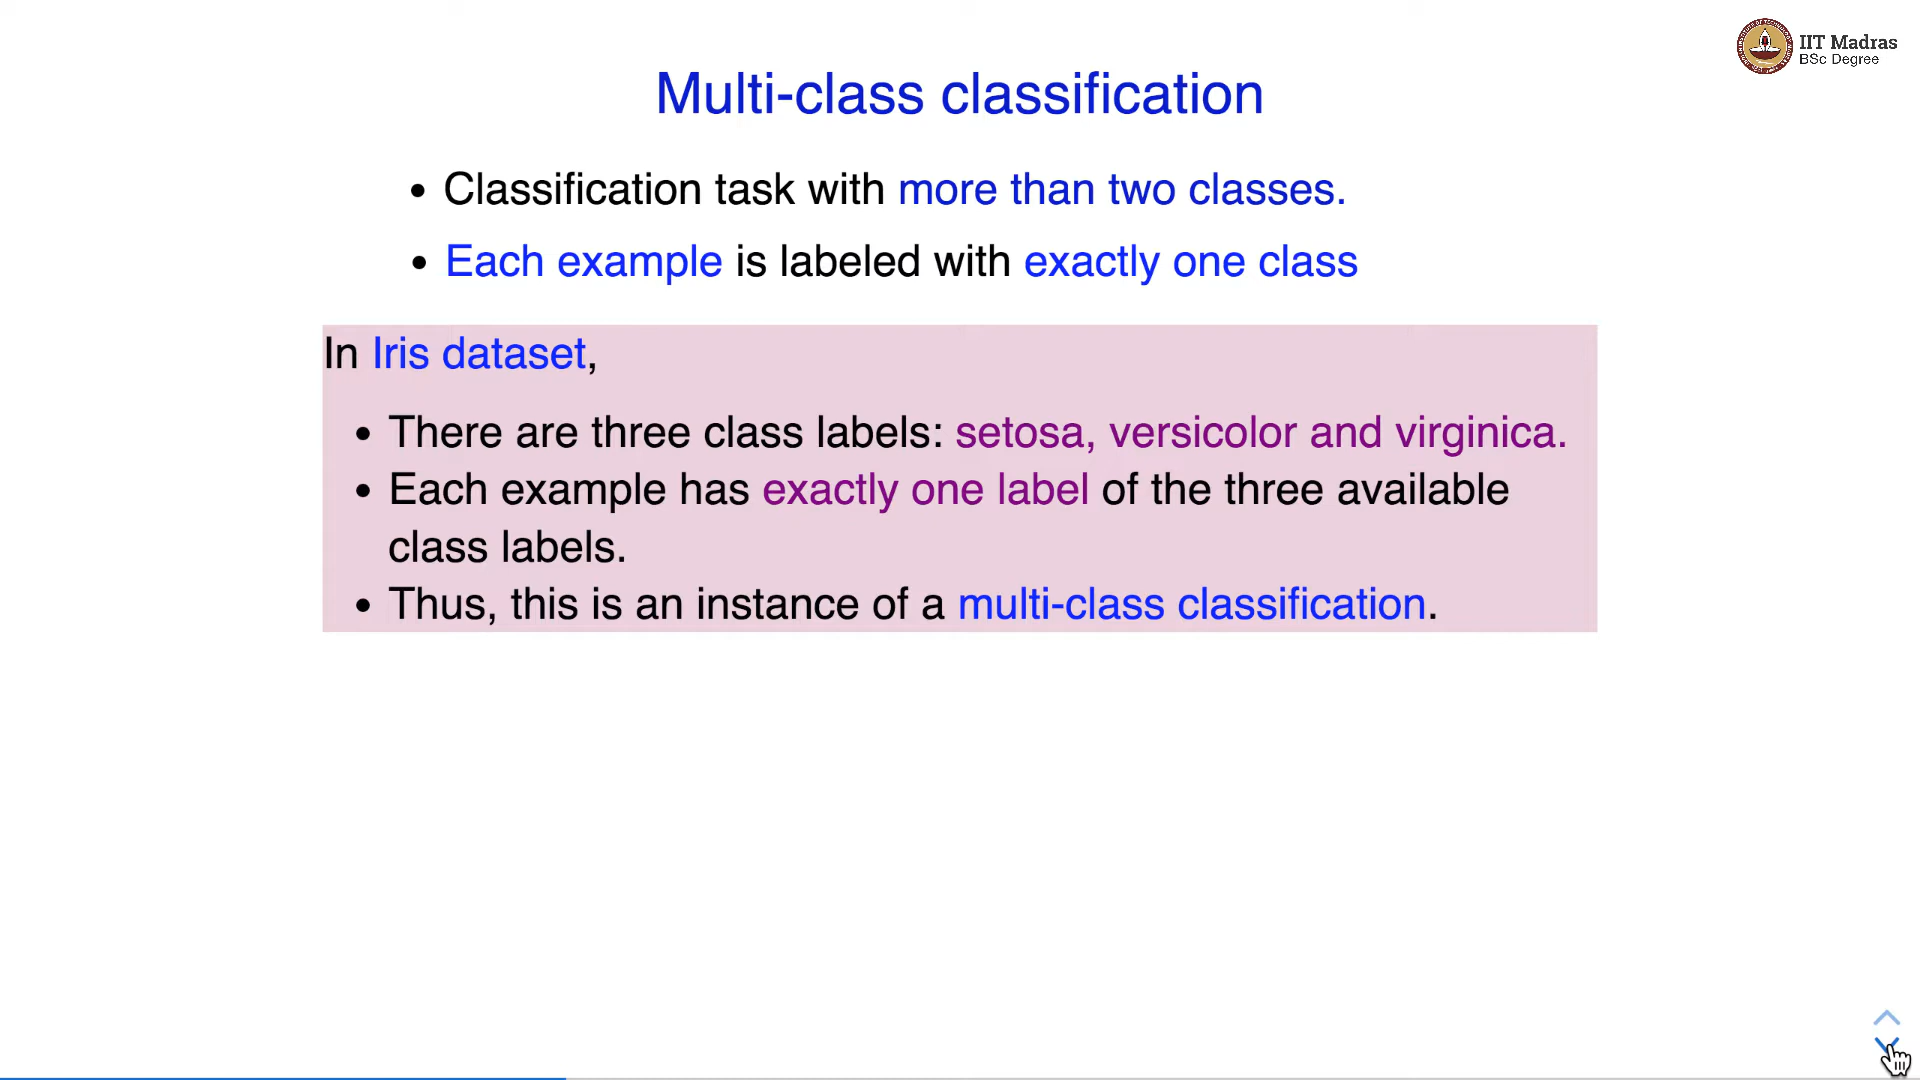 IIT Madras
BSc Degree
Multi-class classification
• Classification task with more than two classes.
• Each example is labeled with exactly one class
In Iris dataset,
• There are three class labels: setosa, versicolor and virginica.
• Each example has exactly one label of the three available
class labels.
• Thus, this is an instance of a multi-class classification.